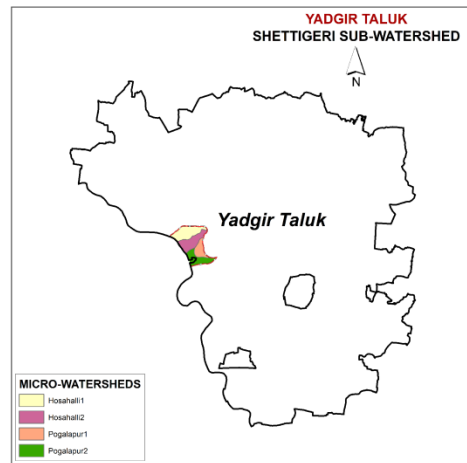 YADGIR TALUK
SHETTIGERI SUB-WATERSHED
N
Yadgir Taluk
MICRO-WATERSHEDS
Hosahalli1
Hosahalli2
Pogalapur1
Pogalapur2